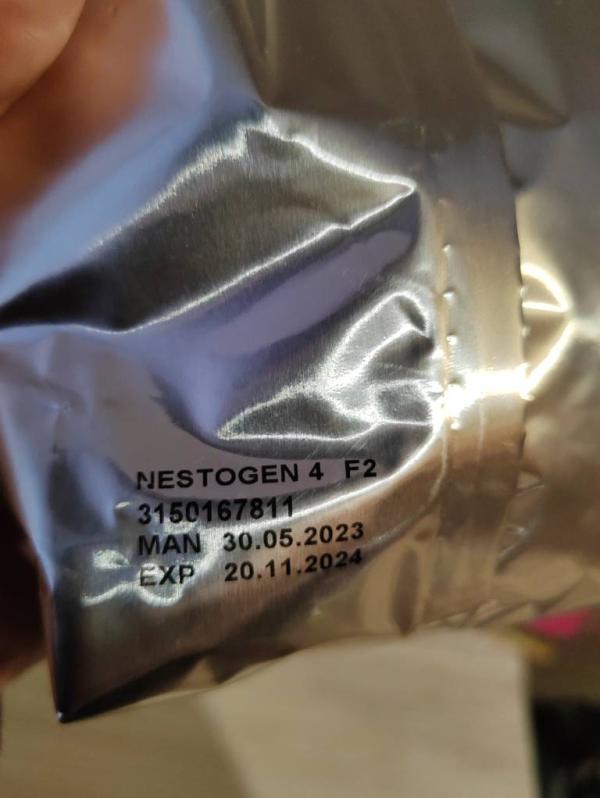 NESTOGEN 4 F2
3150167811
MAN 30.05.2023
EXP 20.11.2024